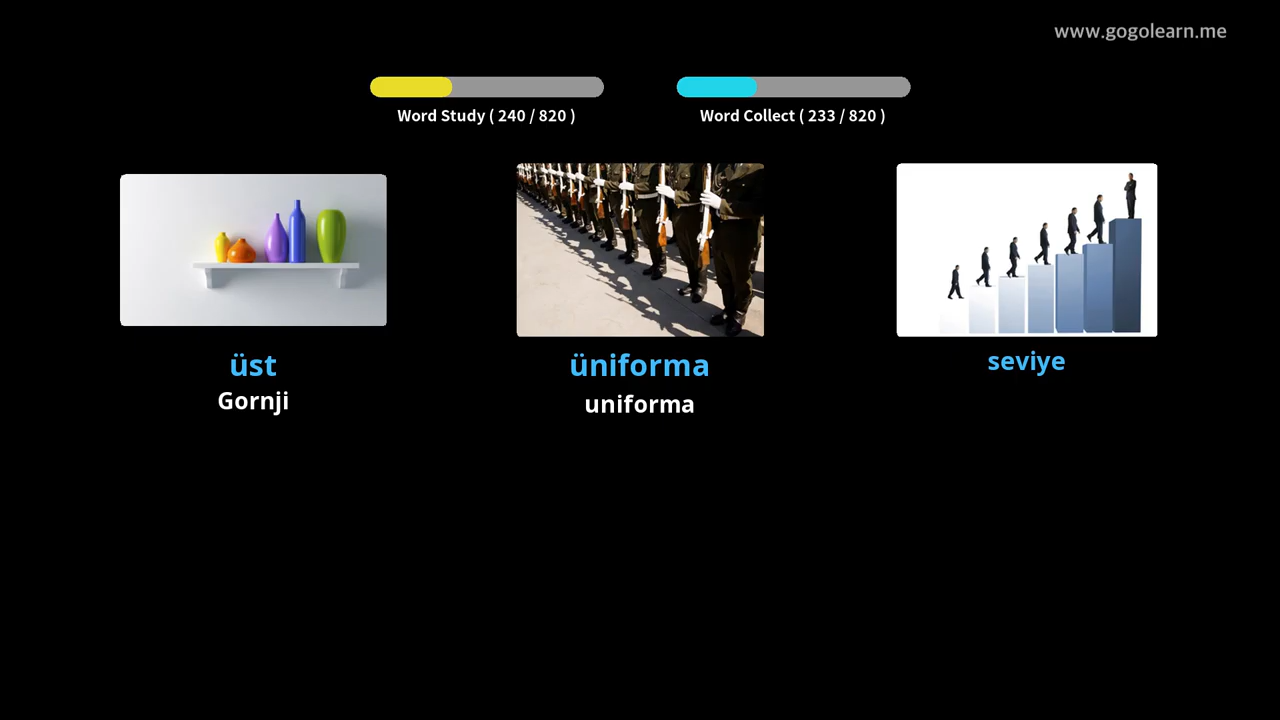 www.gogolearn.me
Word Study ( 240 / 820 )
Word Collect ( 233 / 820 )
üst
Gornji
üniforma
uniforma
seviye